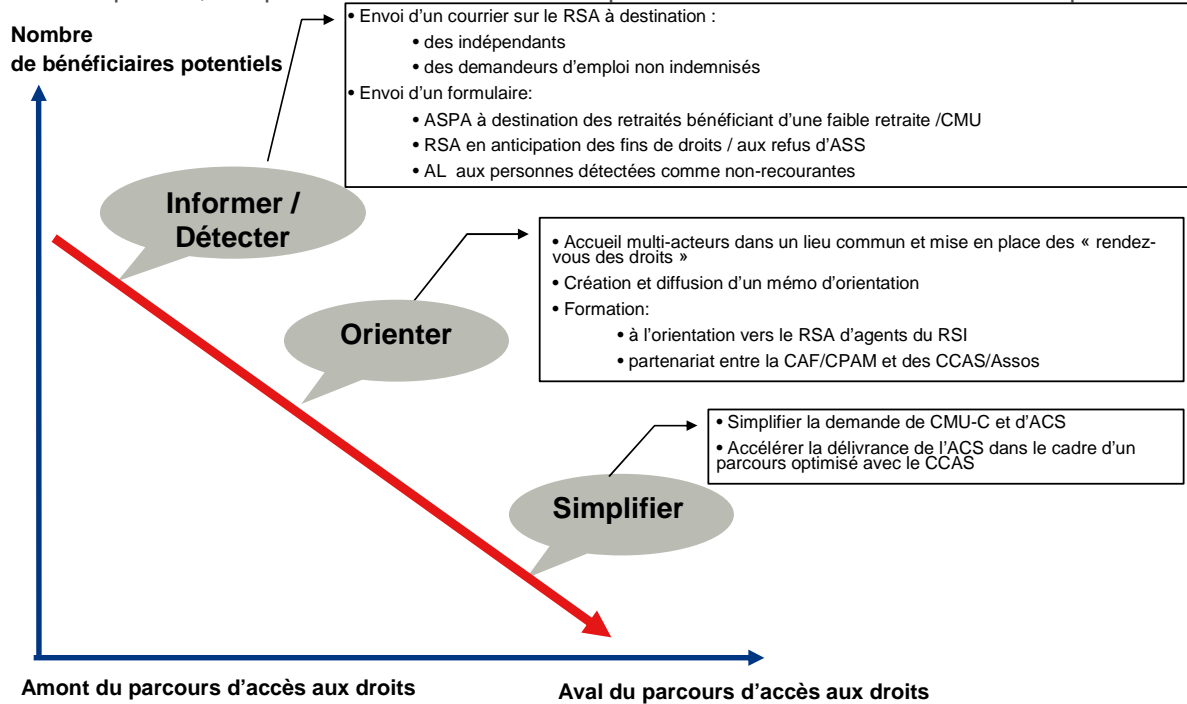 Nombre
de bénéficiaires potentiels
• Envoi d'un courrier sur le RSA à destination :
• des indépendants
• des demandeurs d'emploi non indemnisés
• Envoi d'un formulaire:
• ASPA à destination des retraités bénéficiant d'une faible retraite /CMU
• RSA en anticipation des fins de droits / aux refus d'ASS
• AL aux personnes détectées comme non-recourantes
Informer /
Détecter
• Accueil multi-acteurs dans un lieu commun et mise en place des « rendez-
vous des droits »
• Création et diffusion d'un mémo d'orientation
• Formation:
• à l'orientation vers le RSA d'agents du RSI
• partenariat entre la CAF/CPAM et des CCAS/Assos
Orienter
• Simplifier la demande de CMU-C et d'ACS
• Accélérer la délivrance de l'ACS dans le cadre d'un
parcours optimisé avec le CCAS
Simplifier
Amont du parcours d'accès aux droits
Aval du parcours d'accès aux droits